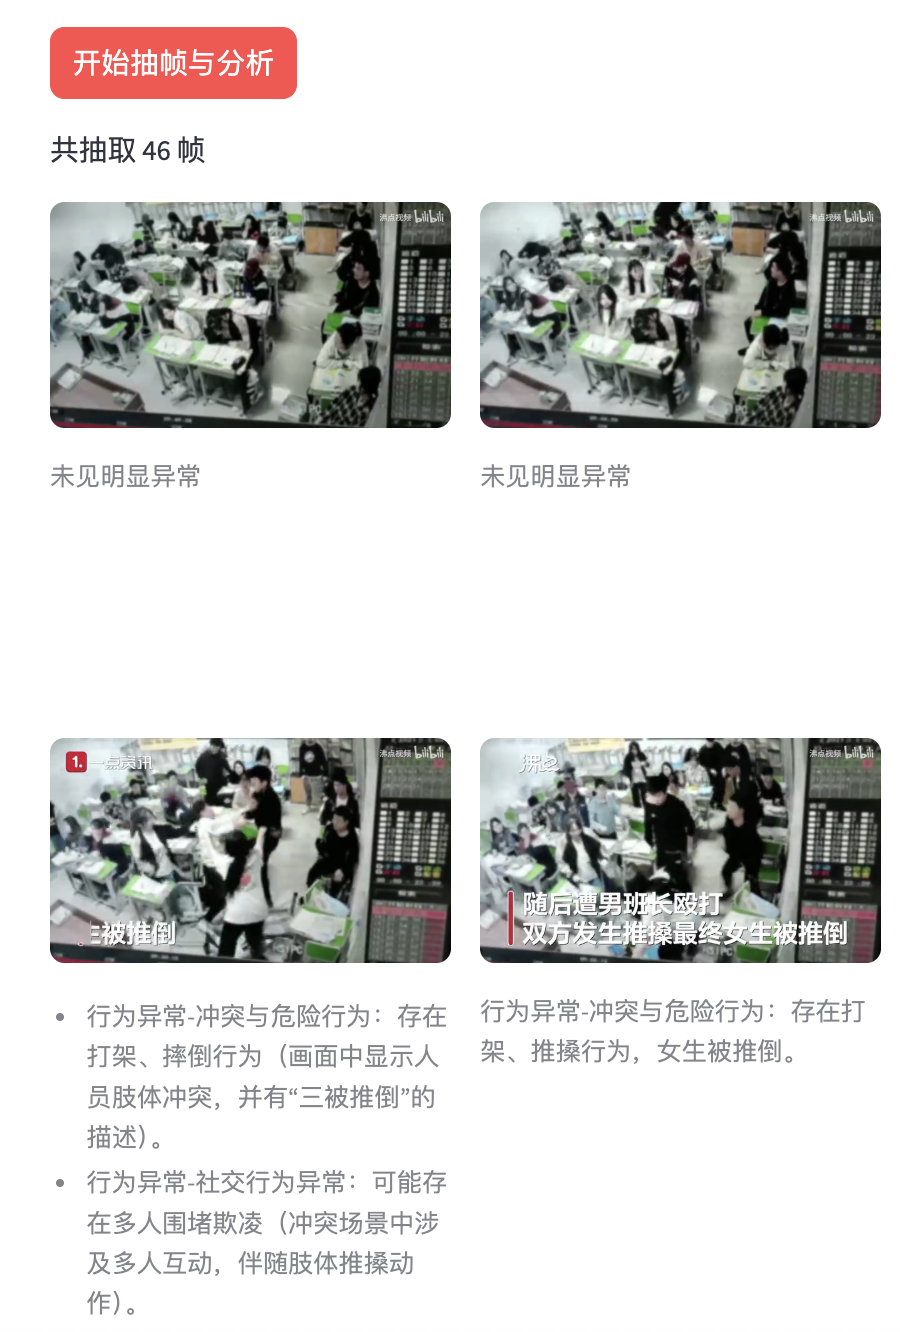 开始抽帧与分析
共抽取 46 帧
沸点视频 bilibili
沸点视频 bilibili
未见明显异常
未见明显异常
1. 一点资讯
沸点视频 bilibili
被推倒
沸点视频 bilibili
随后遭男班长殴打
双方发生推搡最终女生被推倒
行为异常-冲突与危险行为：存在
打架、摔倒行为（画面中显示人
员肢体冲突，并有“三被推倒”的
描述）。
行为异常-社交行为异常：可能存
在多人围堵欺凌（冲突场景中涉
及多人互动，伴随肢体推搡动
作）。
行为异常-冲突与危险行为：存在打
架、推搡行为，女生被推倒。